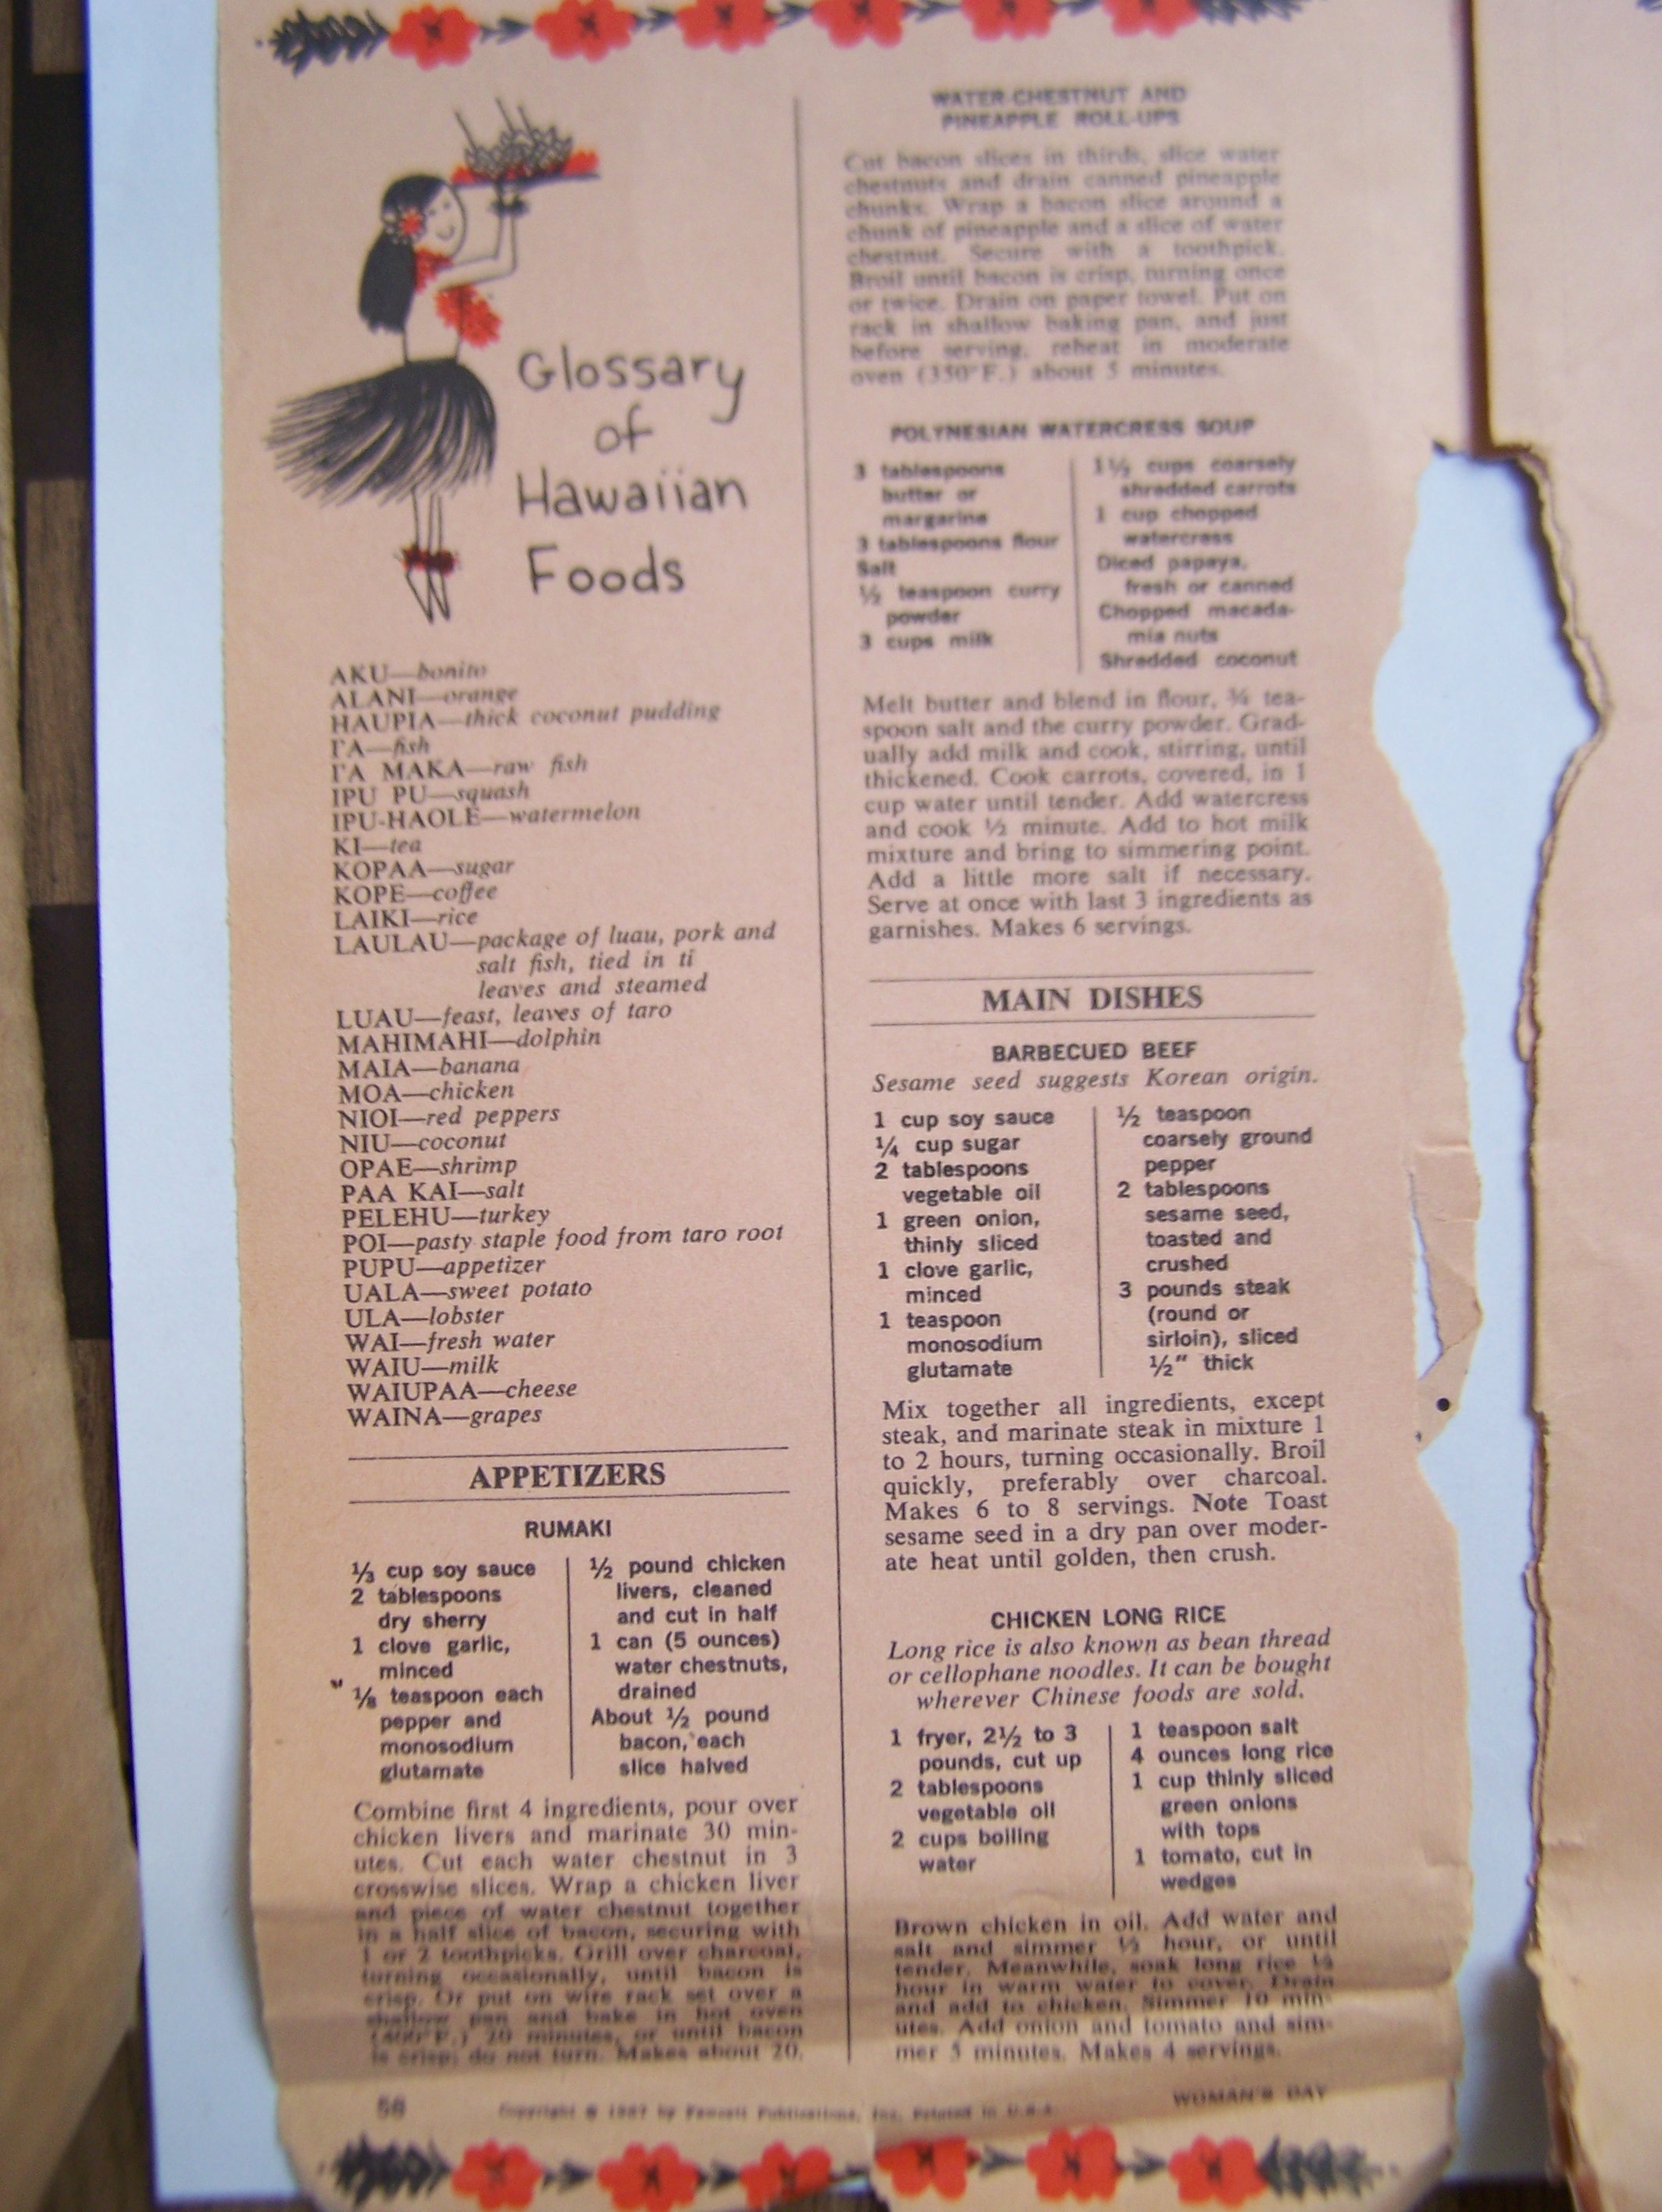 Glossary
of
Hawaiian
Foods
AKU—bonito
ALANI—orange
HAUPIA—thick coconut pudding
I'A—fish
I'A MAKA—raw fish
IPU PU—squash
IPU-HAOLE—watermelon
KI—tea
KOPAA—sugar
KOPE—coffee
LAIKI—rice
LAULAU—package of luau, pork and
salt fish, tied in ti
leaves and steamed
LUAU—feast, leaves of taro
MAHIMAHI—dolphin
MAIA—banana
MOA—chicken
NIOI—red peppers
NIU—coconut
OPAE—shrimp
PAA KAI—salt
PELEHU—turkey
POI—pasty staple food from taro root
PUPU—appetizer
UALA—sweet potato
ULA—lobster
WAI—fresh water
WAIU—milk
WAIUPAA—cheese
WAINA—grapes
APPETIZERS
RUMAKI
⅓ cup soy sauce
2 tablespoons
dry sherry
1 clove garlic,
minced
⅛ teaspoon each
pepper and
monosodium
glutamate
½ pound chicken
livers, cleaned
and cut in half
1 can (5 ounces)
water chestnuts,
drained
About ½ pound
bacon, each
slice halved
Combine first 4 ingredients, pour over
chicken livers and marinate 30 min-
utes. Cut each water chestnut in 3
crosswise slices. Wrap a chicken liver
and piece of water chestnut together
in a half slice of bacon, securing with
1 or 2 toothpicks. Grill over charcoal,
turning occasionally, until bacon is
crisp. Or put on wire rack set over a
shallow pan and bake in hot oven
(400°F.) 20 minutes, or until bacon
is crisp; do not turn. Makes about 20.
WATER-CHESTNUT AND
PINEAPPLE ROLL-UPS
Cut bacon slices in thirds, slice water
chestnuts and drain canned pineapple
chunks. Wrap a bacon slice around a
chunk of pineapple and a slice of water
chestnut. Secure with a toothpick.
Broil until bacon is crisp, turning once
or twice. Drain on paper towel. Put on
rack in shallow baking pan, and just
before serving, reheat in moderate
oven (350°F.) about 5 minutes.
POLYNESIAN WATERCRESS SOUP
3 tablespoons
butter or
margarine
3 tablespoons flour
Salt
½ teaspoon curry
powder
3 cups milk
1½ cups coarsely
shredded carrots
1 cup chopped
watercress
Diced papaya,
fresh or canned
Chopped macada-
mia nuts
Shredded coconut
Melt butter and blend in flour, ¾ tea-
spoon salt and the curry powder. Grad-
ually add milk and cook, stirring, until
thickened. Cook carrots, covered, in 1
cup water until tender. Add watercress
and cook ½ minute. Add to hot milk
mixture and bring to simmering point.
Add a little more salt if necessary.
Serve at once with last 3 ingredients as
garnishes. Makes 6 servings.
MAIN DISHES
BARBECUED BEEF
Sesame seed suggests Korean origin.
1 cup soy sauce
¼ cup sugar
2 tablespoons
vegetable oil
1 green onion,
thinly sliced
1 clove garlic,
minced
1 teaspoon
monosodium
glutamate
½ teaspoon
coarsely ground
pepper
2 tablespoons
sesame seed,
toasted and
crushed
3 pounds steak
(round or
sirloin), sliced
½" thick
Mix together all ingredients, except
steak, and marinate steak in mixture 1
to 2 hours, turning occasionally. Broil
quickly, preferably over charcoal.
Makes 6 to 8 servings. Note Toast
sesame seed in a dry pan over moder-
ate heat until golden, then crush.
CHICKEN LONG RICE
Long rice is also known as bean thread
or cellophane noodles. It can be bought
wherever Chinese foods are sold.
1 fryer, 2½ to 3
pounds, cut up
2 tablespoons
vegetable oil
2 cups boiling
water
1 teaspoon salt
4 ounces long rice
1 cup thinly sliced
green onions
with tops
1 tomato, cut in
wedges
Brown chicken in oil. Add water and
salt and simmer ½ hour, or until
tender. Meanwhile, soak long rice ½
hour in warm water to cover. Drain
and add to chicken. Simmer 10 min-
utes. Add onion and tomato and sim-
mer 5 minutes. Makes 4 servings.
58
Copyright © 1967 by Fawcett Publications, Inc. Printed in U.S.A.
WOMAN'S DAY